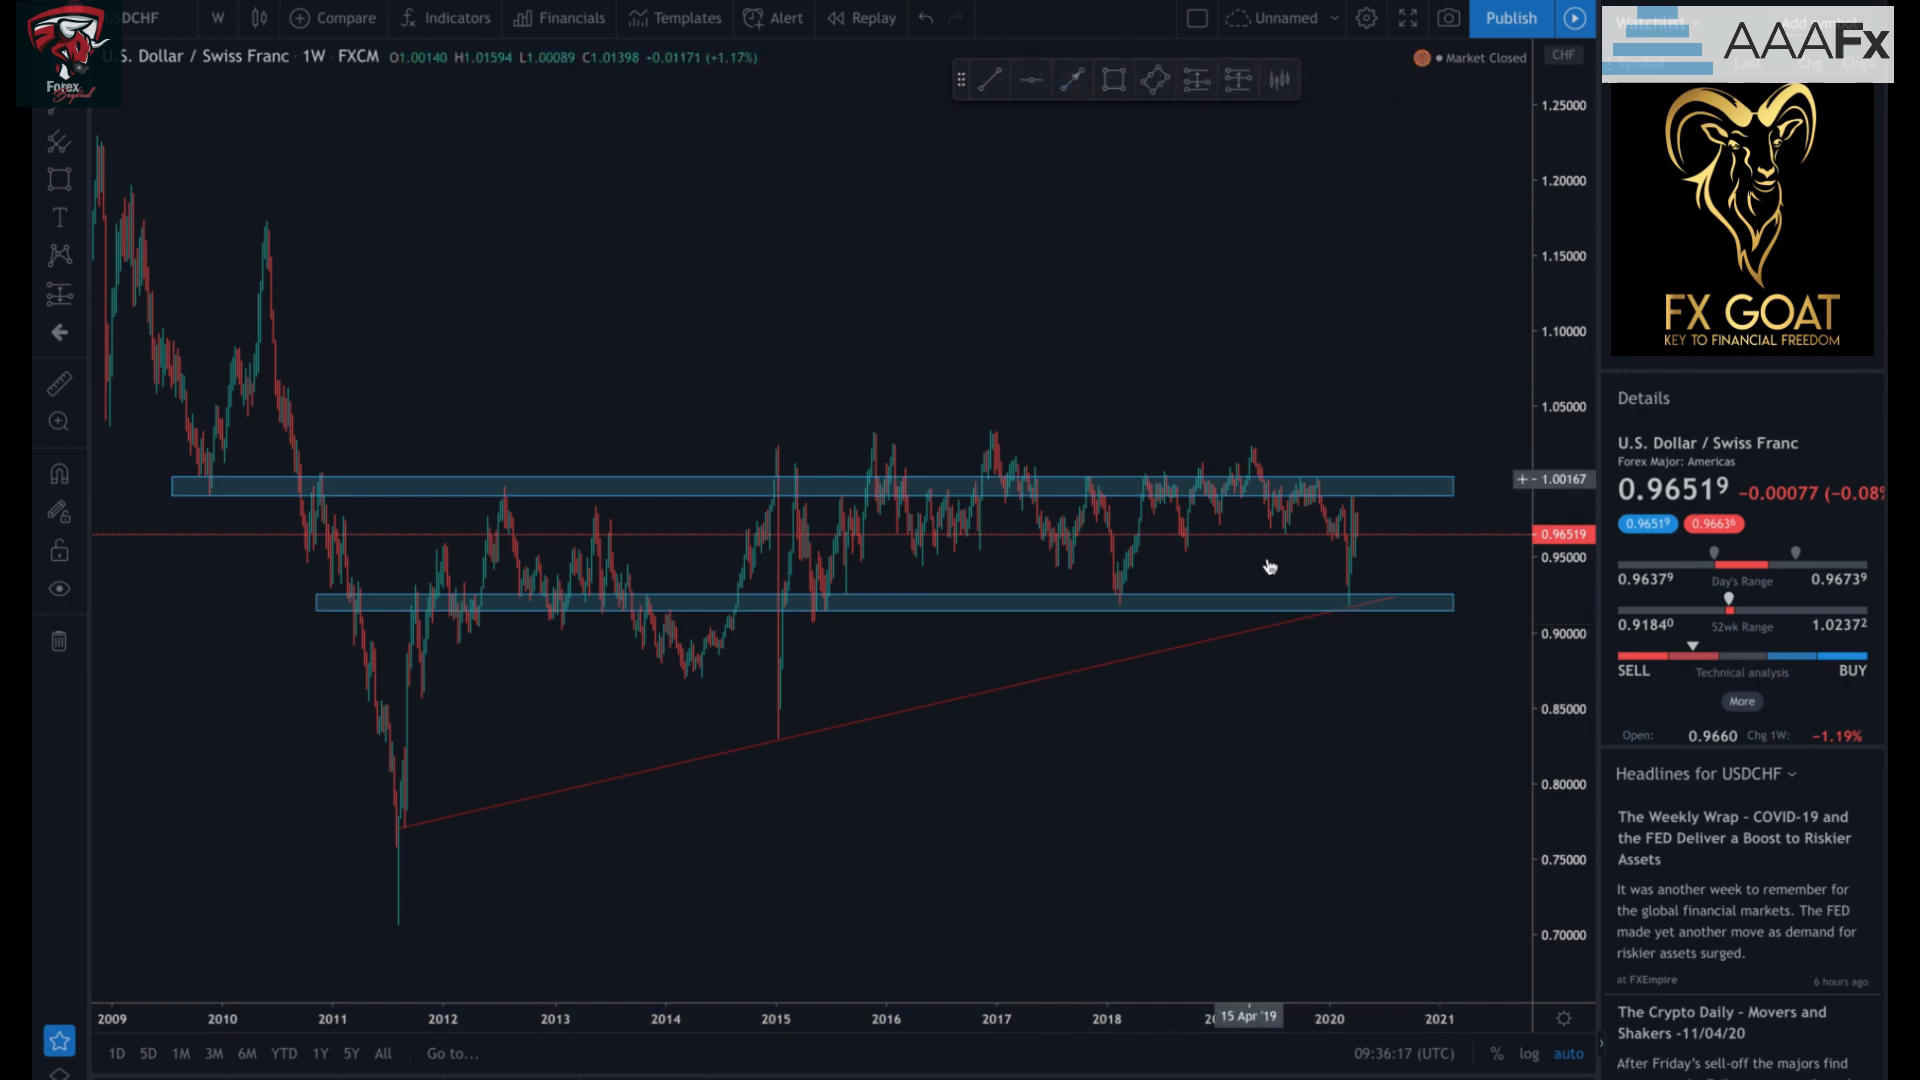 SDCHF W Compare Indicators Financials Templates Alert Replay Unnamed Publish
Forex
Beyond
.S. Dollar / Swiss Franc · 1W · FXCM O1.00140 H1.01594 L1.00089 C1.01398 +0.01171 (+1.17%)
Market Closed
CHF
AAAFx
FX GOAT
KEY TO FINANCIAL FREEDOM
1.25000
1.20000
1.15000
1.10000
1.05000
1.00167
0.96519
0.95000
0.90000
0.85000
0.80000
0.75000
0.70000
2009 2010 2011 2012 2013 2014 2015 2016 2017 2018 15 Apr '19 2020 2021
1D 5D 1M 3M 6M YTD 1Y 5Y All Go to...
09:36:17 (UTC) % log auto
Details
U.S. Dollar / Swiss Franc
Forex Major: Americas
0.96519 −0.00077 (−0.08%
0.96519 0.96636
0.96379 Day's Range 0.96739
0.91840 52wk Range 1.02372
SELL Technical analysis BUY
More
Open: 0.9660 Chg 1W: −1.19%
Headlines for USDCHF
The Weekly Wrap - COVID-19 and
the FED Deliver a Boost to Riskier
Assets
It was another week to remember for
the global financial markets. The FED
made yet another move as demand for
riskier assets surged.
at FXEmpire 6 hours ago
The Crypto Daily - Movers and
Shakers -11/04/20
After Friday's sell-off the majors find